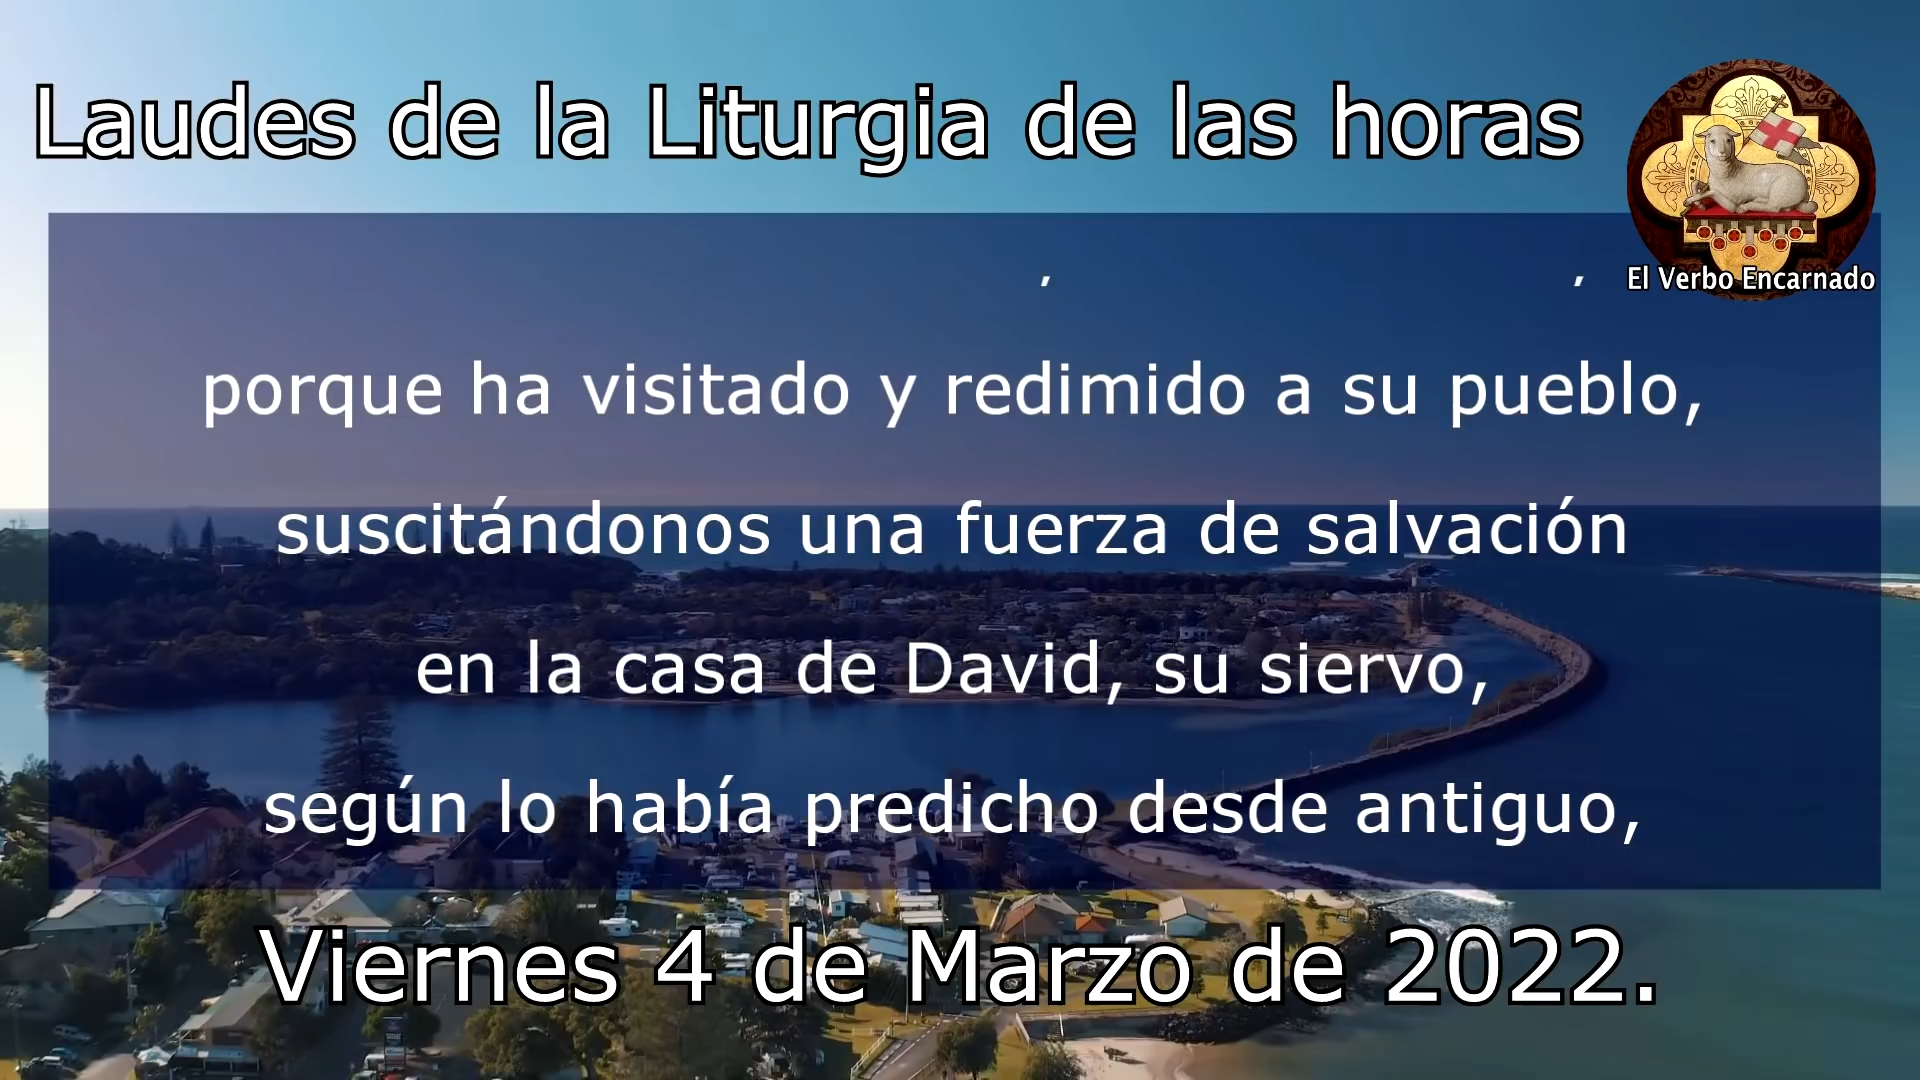 Laudes de la Liturgia de las horas
El Verbo Encarnado
porque ha visitado y redimido a su pueblo,
suscitándonos una fuerza de salvación
en la casa de David, su siervo,
según lo había predicho desde antiguo,
Viernes 4 de Marzo de 2022.